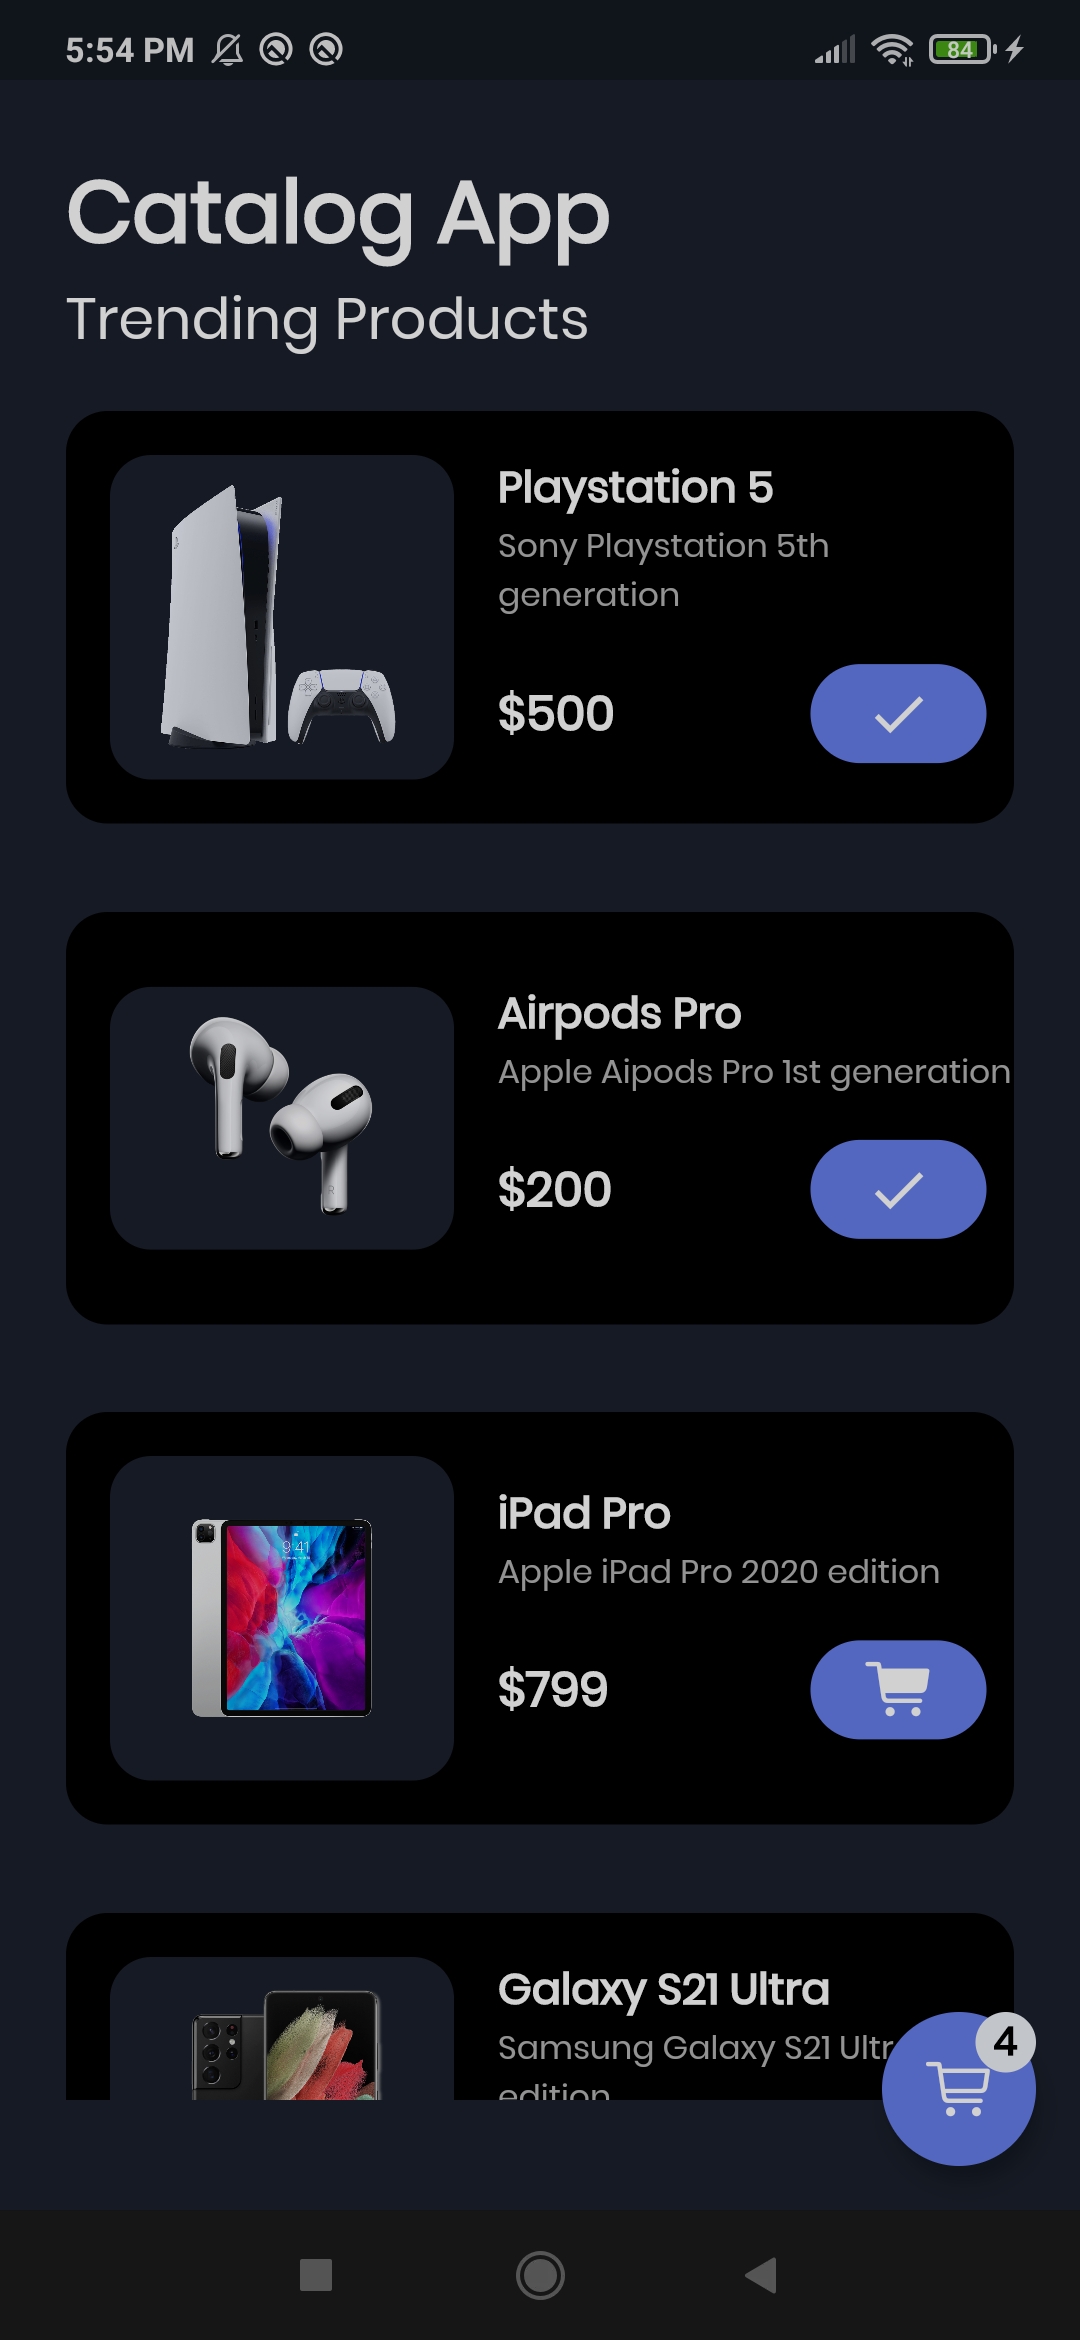 5:54 PM
84
Catalog App
Trending Products
Playstation 5
Sony Playstation 5th
generation
$500
Airpods Pro
Apple Aipods Pro 1st generation
$200
iPad Pro
Apple iPad Pro 2020 edition
9:41
$799
Galaxy S21 Ultra
Samsung Galaxy S21 Ultr
edition
4